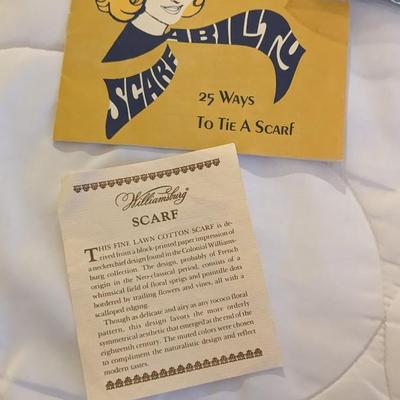 SCARF
ABILITY
25 Ways
To Tie A Scarf
Williamsburg®
SCARF
THIS FINE LAWN COTTON SCARF is de-
rived from a block-printed paper impression of
a neckerchief design found in the Colonial Williams-
burg collection. The design, probably of French
origin in the Neo-classical period, consists of a
whimsical field of floral sprigs and pensille dots
bordered by trailing flowers and vines, all with a
scalloped edging.
Though as delicate and airy as any rococo floral
pattern, this design favors the more orderly
symmetrical aesthetic that emerged at the end of the
eighteenth century. The muted colors were chosen
to compliment the naturalistic design and reflect
modern tastes.